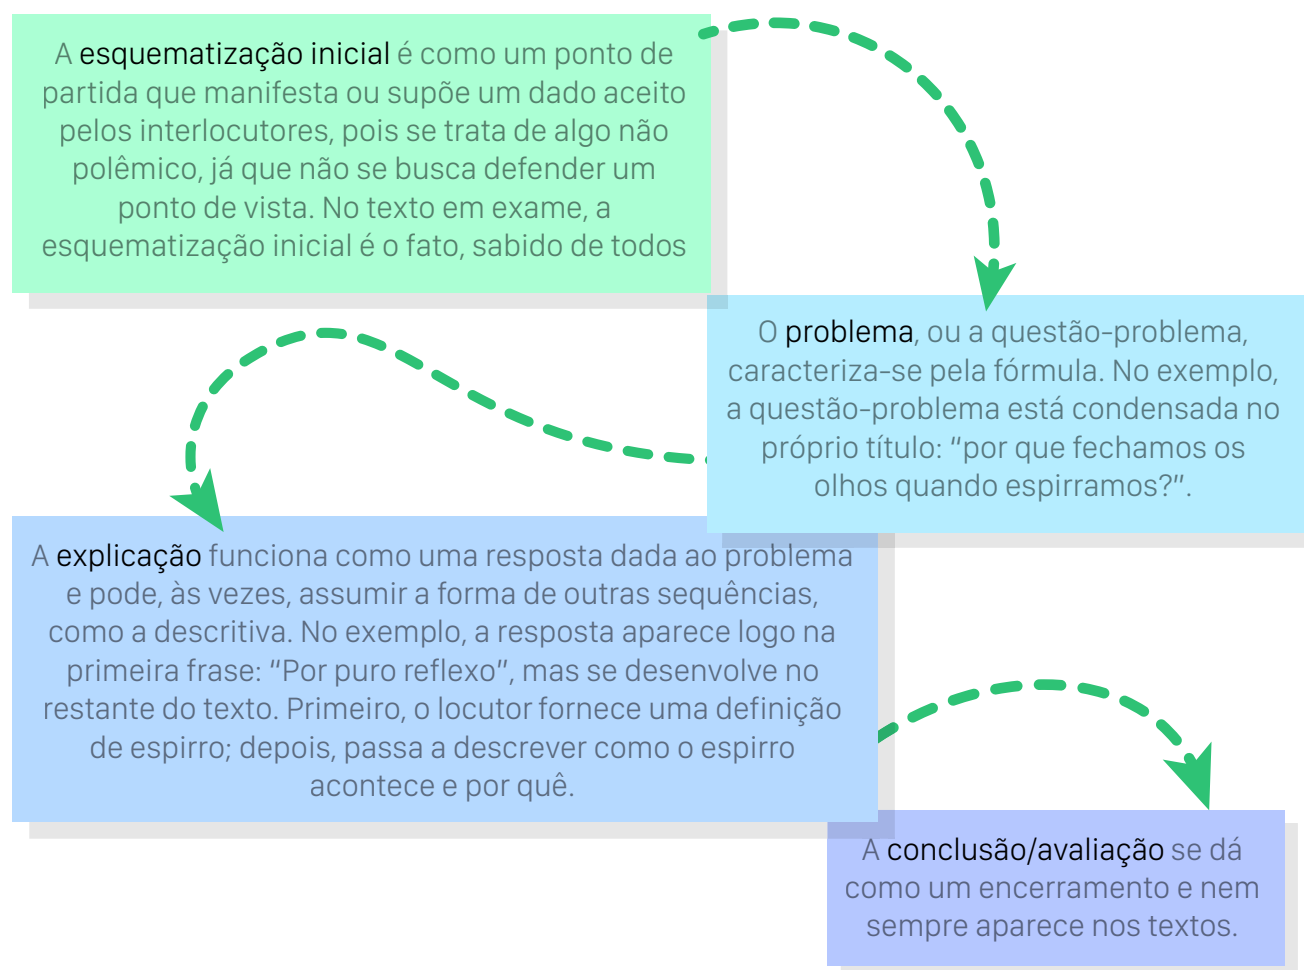 A esquematização inicial é como um ponto de
partida que manifesta ou supõe um dado aceito
pelos interlocutores, pois se trata de algo não
polêmico, já que não se busca defender um
ponto de vista. No texto em exame, a
esquematização inicial é o fato, sabido de todos
O problema, ou a questão-problema,
caracteriza-se pela fórmula. No exemplo,
a questão-problema está condensada no
próprio título: “por que fechamos os
olhos quando espirramos?”.
A explicação funciona como uma resposta dada ao problema
e pode, às vezes, assumir a forma de outras sequências,
como a descritiva. No exemplo, a resposta aparece logo na
primeira frase: “Por puro reflexo”, mas se desenvolve no
restante do texto. Primeiro, o locutor fornece uma definição
de espirro; depois, passa a descrever como o espirro
acontece e por quê.
A conclusão/avaliação se dá
como um encerramento e nem
sempre aparece nos textos.